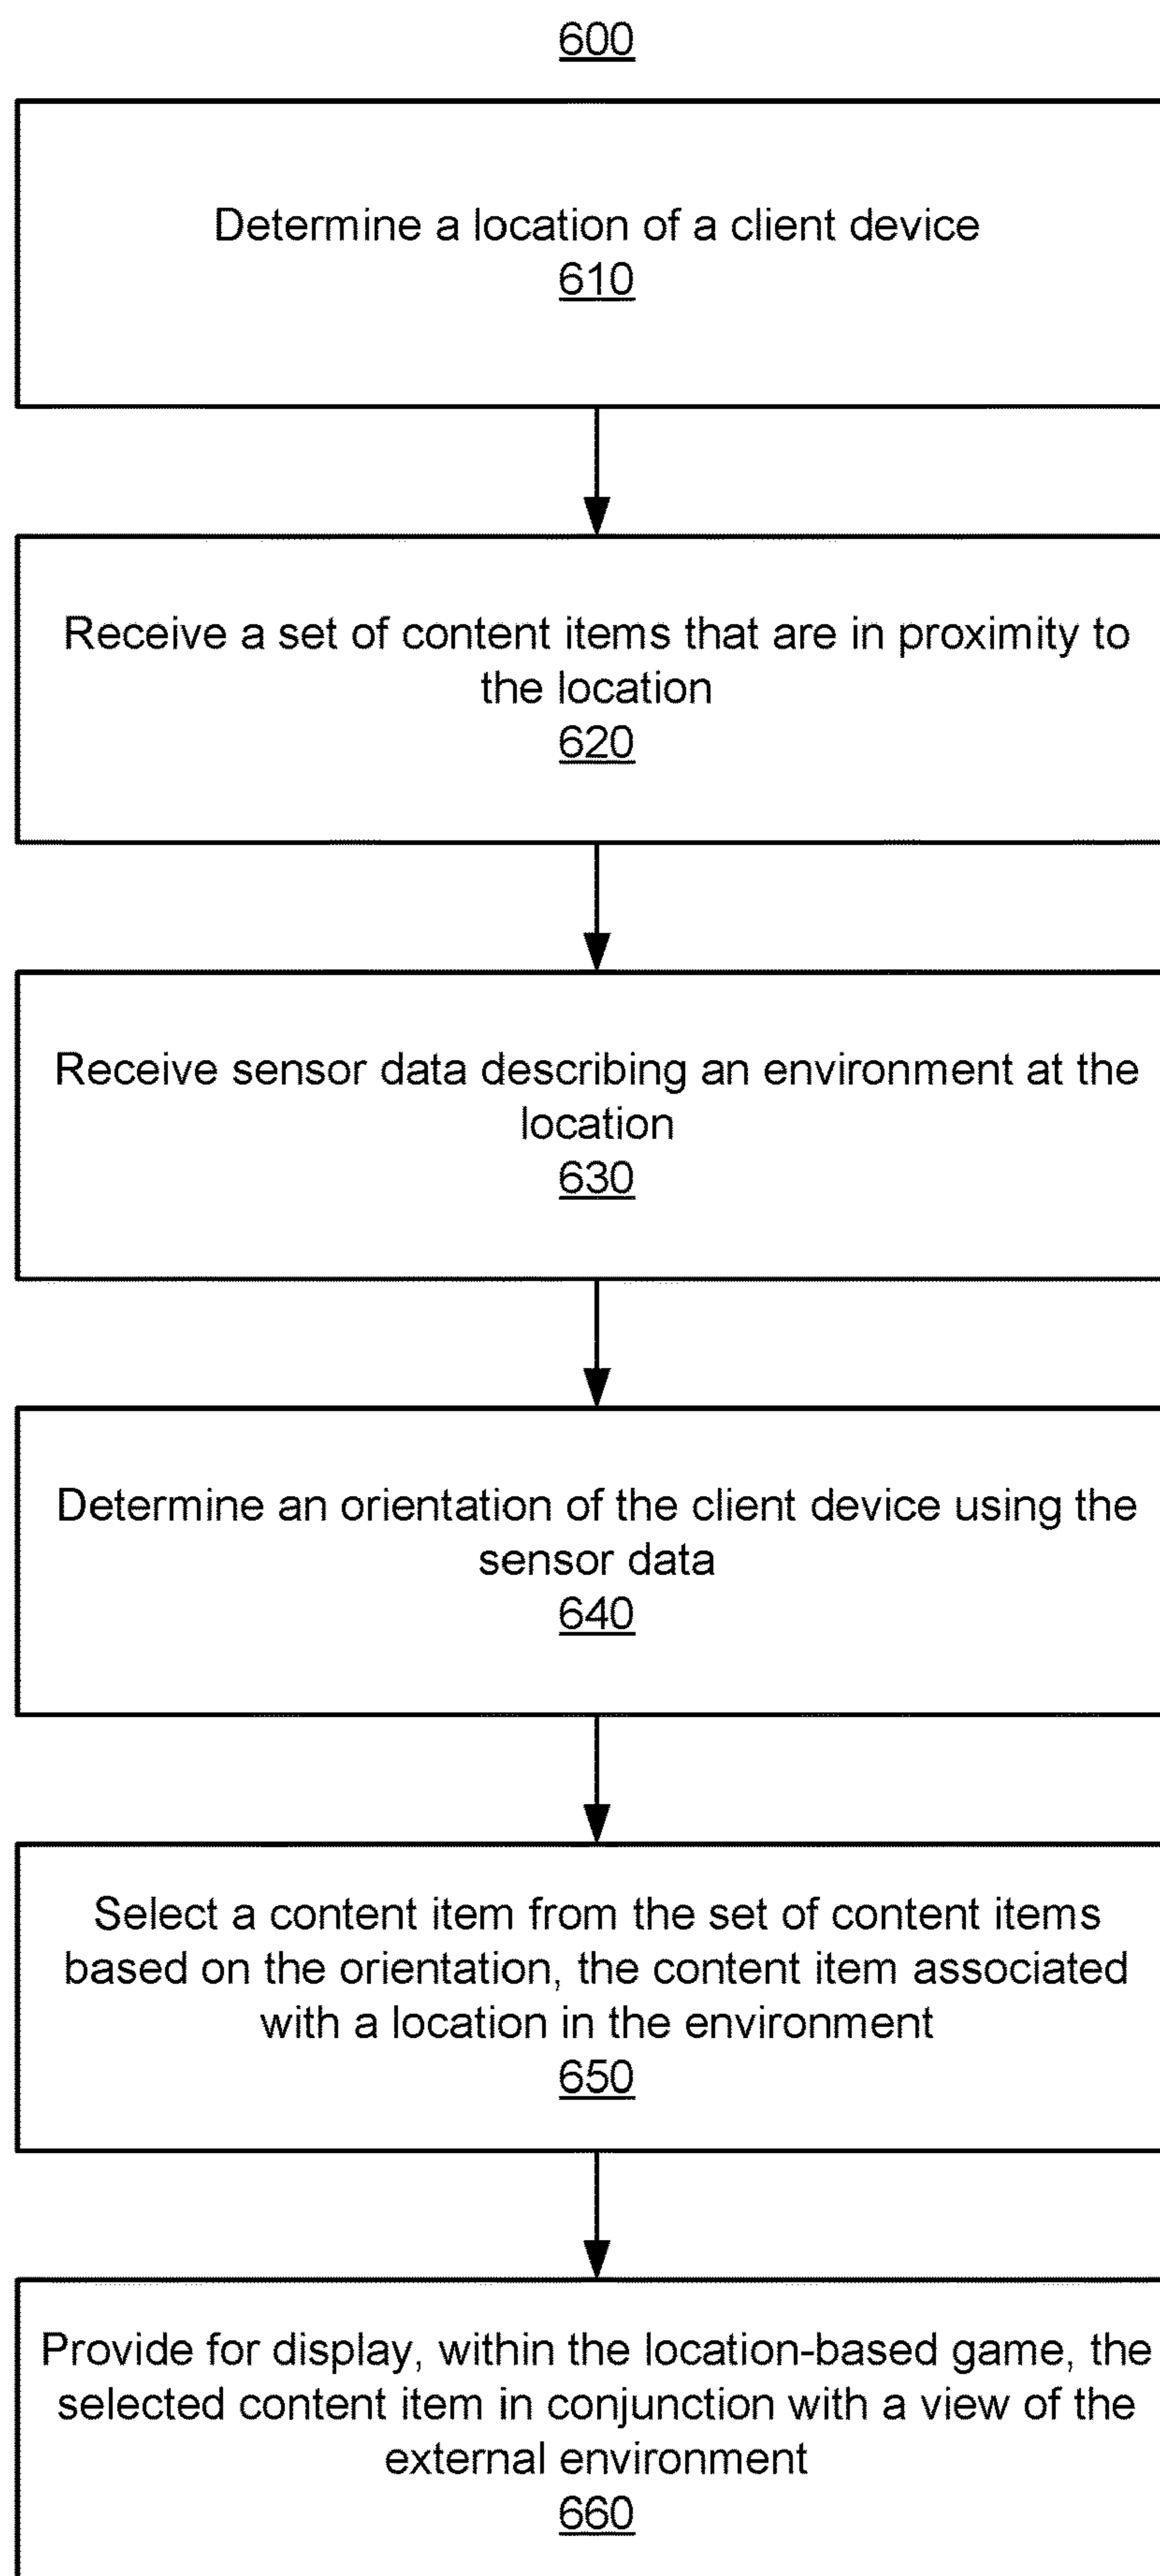 600
Determine a location of a client device
610
Receive a set of content items that are in proximity to
the location
620
Receive sensor data describing an environment at the
location
630
Determine an orientation of the client device using the
sensor data
640
Select a content item from the set of content items
based on the orientation, the content item associated
with a location in the environment
650
Provide for display, within the location-based game, the
selected content item in conjunction with a view of the
external environment
660